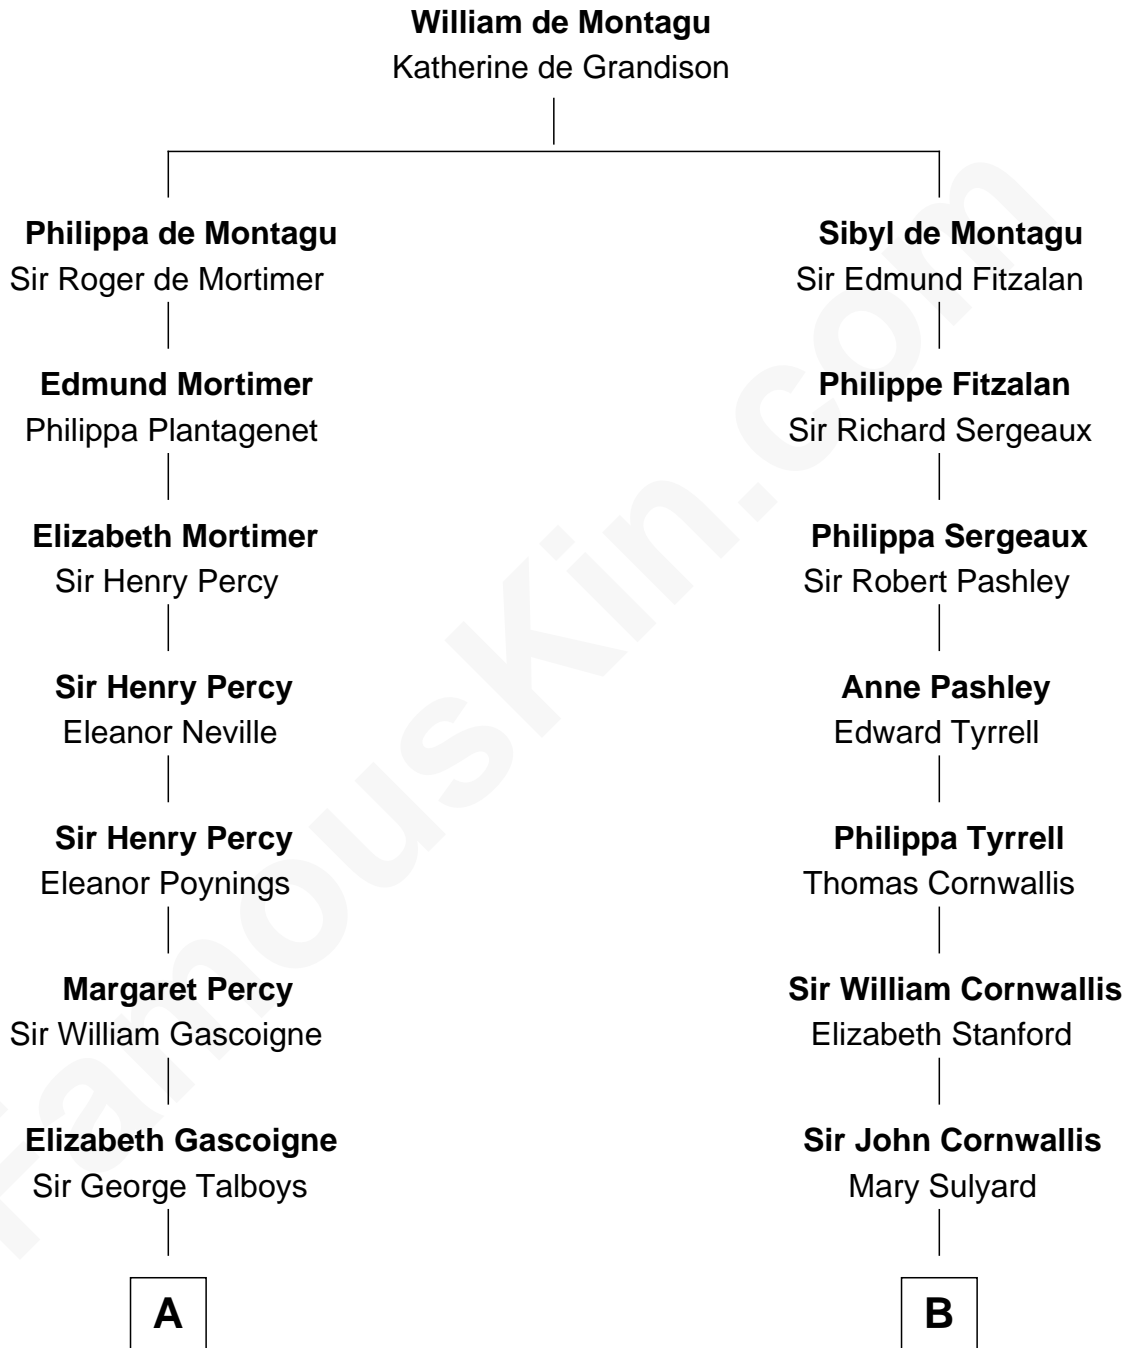 William de Montagu
Katherine de Grandison
Philippa de Montagu
Sir Roger de Mortimer
Sibyl de Montagu
Sir Edmund Fitzalan
Edmund Mortimer
Philippa Plantagenet
Philippe Fitzalan
Sir Richard Sergeaux
Elizabeth Mortimer
Sir Henry Percy
Philippa Sergeaux
Sir Robert Pashley
Sir Henry Percy
Eleanor Neville
Anne Pashley
Edward Tyrrell
Sir Henry Percy
Eleanor Poynings
Philippa Tyrrell
Thomas Cornwallis
Margaret Percy
Sir William Gascoigne
Sir William Cornwallis
Elizabeth Stanford
Elizabeth Gascoigne
Sir George Talboys
Sir John Cornwallis
Mary Sulyard
A
B
FamousKin.com